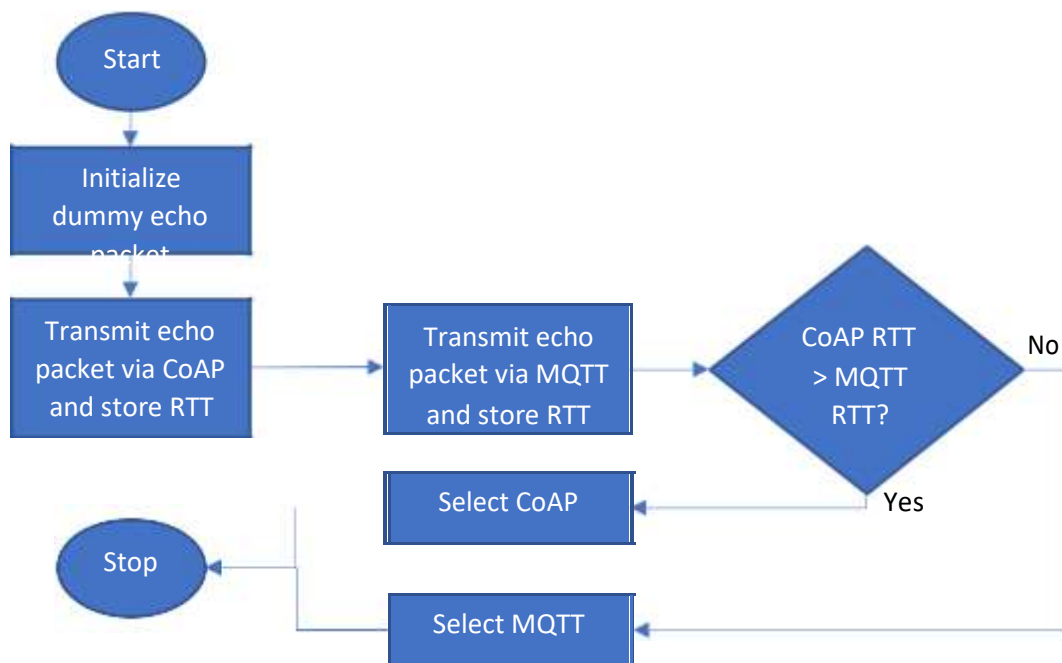 Start
Initialize
dummy echo
packet
Transmit echo
packet via CoAP
and store RTT
Transmit echo
packet via MQTT
and store RTT
CoAP RTT
> MQTT
RTT?
No
Yes
Select CoAP
Stop
Select MQTT